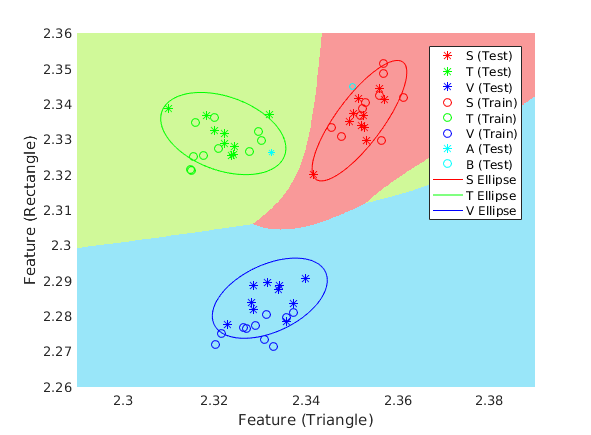 2.36
2.35
2.34
2.33
2.32
2.31
2.3
2.29
2.28
2.27
2.26
Feature (Rectangle)
S (Test)
T (Test)
V (Test)
S (Train)
T (Train)
V (Train)
A (Test)
B (Test)
S Ellipse
T Ellipse
V Ellipse
2.3 2.32 2.34 2.36 2.38
Feature (Triangle)